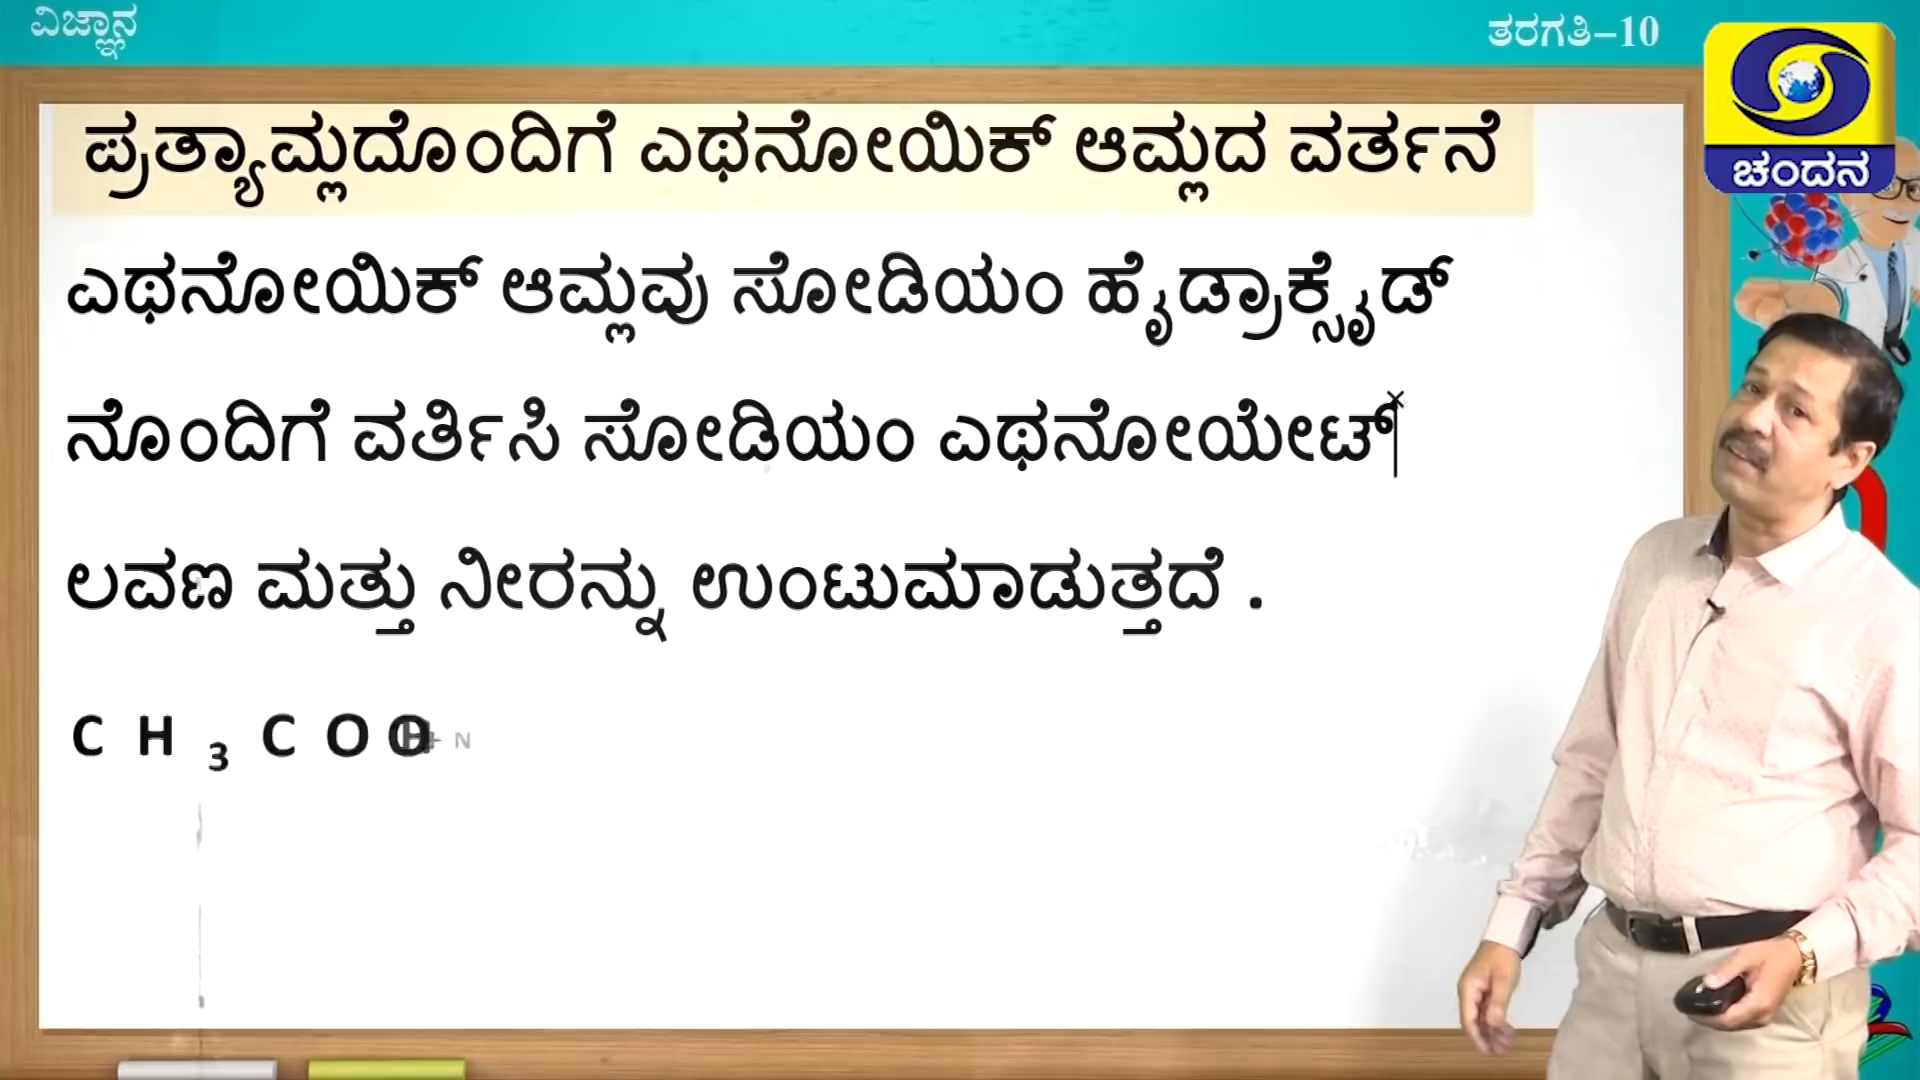 ವಿಜ್ಞಾನ
ತರಗತಿ–10
ಚಂದನ
ಪ್ರತ್ಯಾಮ್ಲದೊಂದಿಗೆ ಎಥನೋಯಿಕ್ ಆಮ್ಲದ ವರ್ತನೆ
ಎಥನೋಯಿಕ್ ಆಮ್ಲವು ಸೋಡಿಯಂ ಹೈಡ್ರಾಕ್ಸೈಡ್
ನೊಂದಿಗೆ ವರ್ತಿಸಿ ಸೋಡಿಯಂ ಎಥನೋಯೇಟ್
ಲವಣ ಮತ್ತು ನೀರನ್ನು ಉಂಟುಮಾಡುತ್ತದೆ .
C H 3 C O O H + N